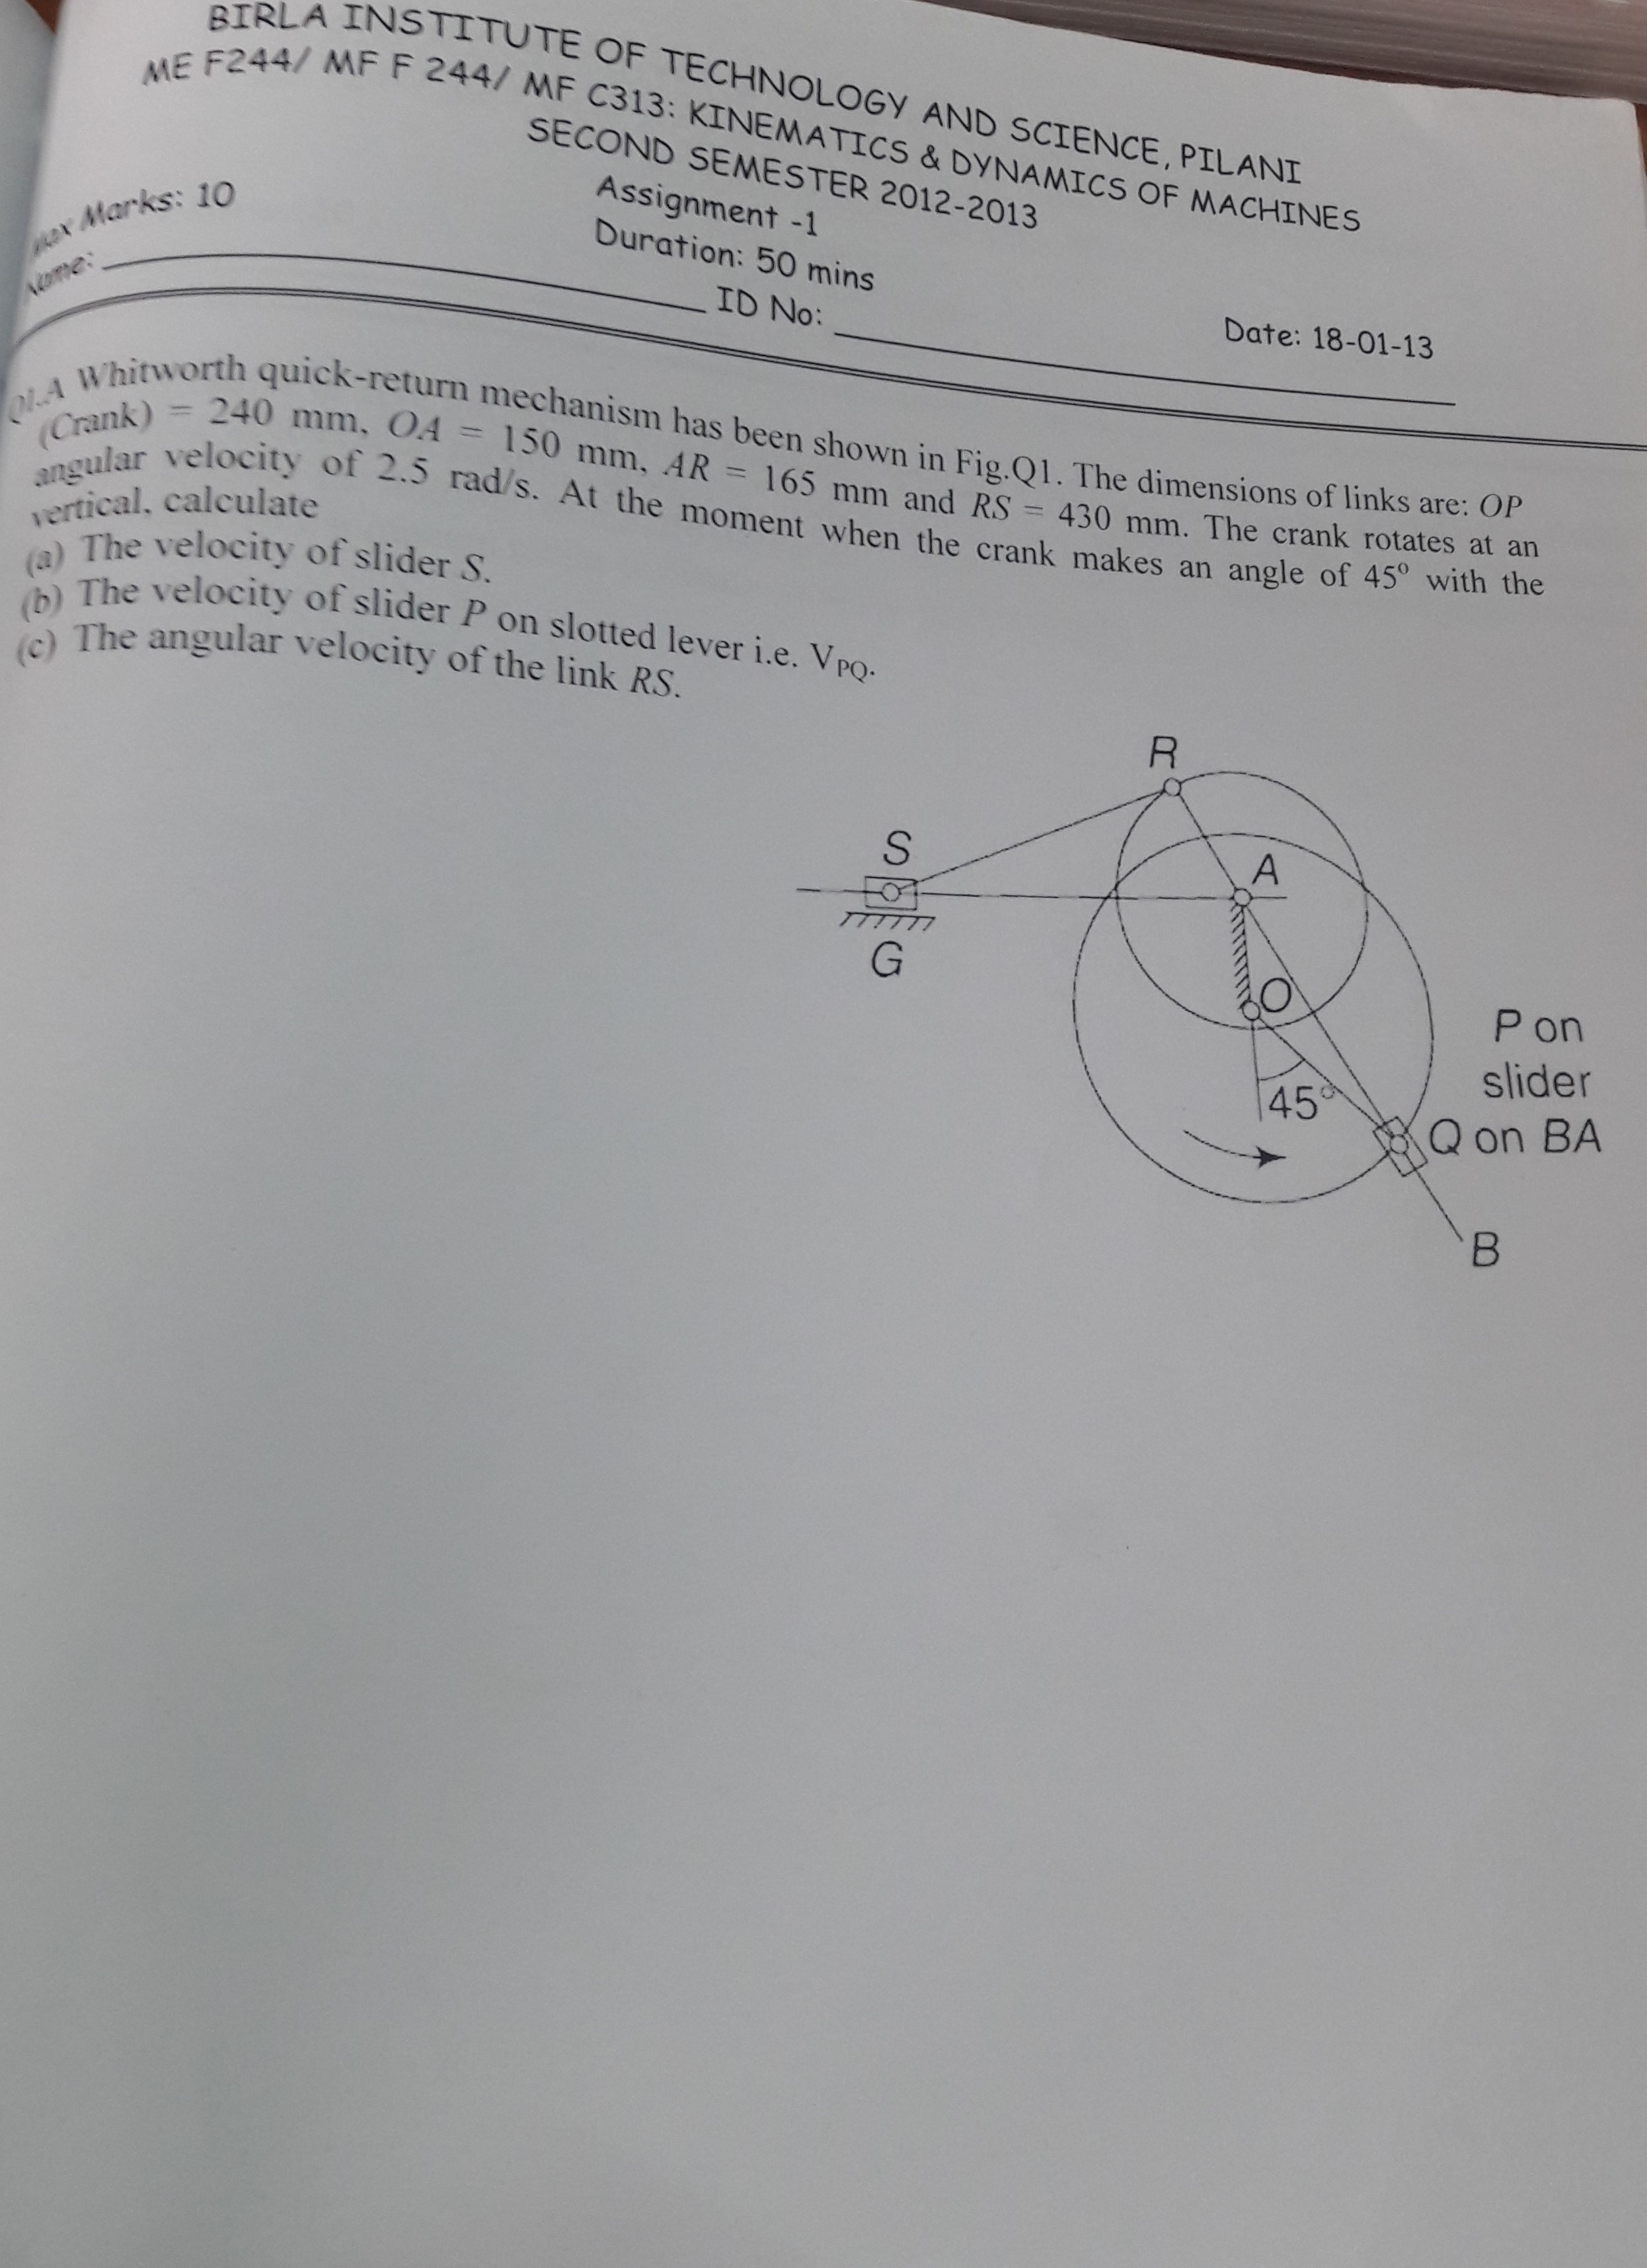 BIRLA INSTITUTE OF TECHNOLOGY AND SCIENCE, PILANI
ME F244/ MF F 244/ MF C313: KINEMATICS & DYNAMICS OF MACHINES
SECOND SEMESTER 2012-2013
Assignment -1
Max Marks: 10
Duration: 50 mins
Name: ID No: Date: 18-01-13
Q1.A Whitworth quick-return mechanism has been shown in Fig.Q1. The dimensions of links are: OP
(Crank) = 240 mm, OA = 150 mm, AR = 165 mm and RS = 430 mm. The crank rotates at an
angular velocity of 2.5 rad/s. At the moment when the crank makes an angle of 45° with the
vertical, calculate
(a) The velocity of slider S.
(b) The velocity of slider P on slotted lever i.e. VPQ.
(c) The angular velocity of the link RS.
R
S
A
G
O
P on
slider
45°
Q on BA
B